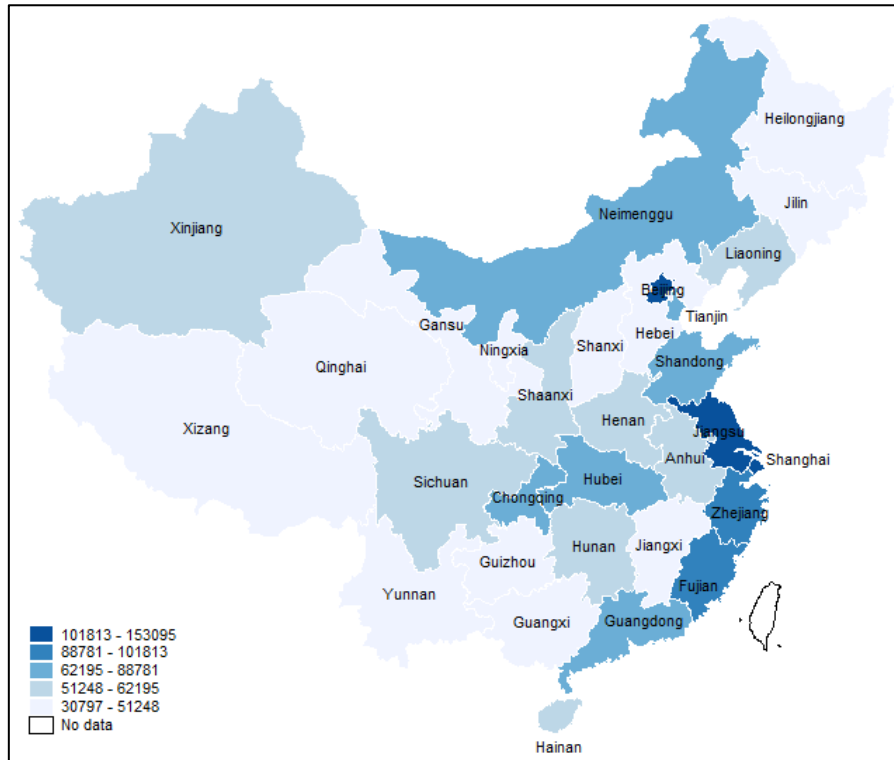 Heilongjiang
Jilin
Neimenggu
Xinjiang
Liaoning
Beijing
Tianjin
Gansu
Hebei
Ningxia
Shanxi
Shandong
Qinghai
Shaanxi
Henan
Jiangsu
Xizang
Anhui
Shanghai
Sichuan
Hubei
Chongqing
Zhejiang
Hunan
Jiangxi
Guizhou
Fujian
Yunnan
Guangxi
Guangdong
101813 - 153095
88781 - 101813
62195 - 88781
51248 - 62195
30797 - 51248
No data
Hainan